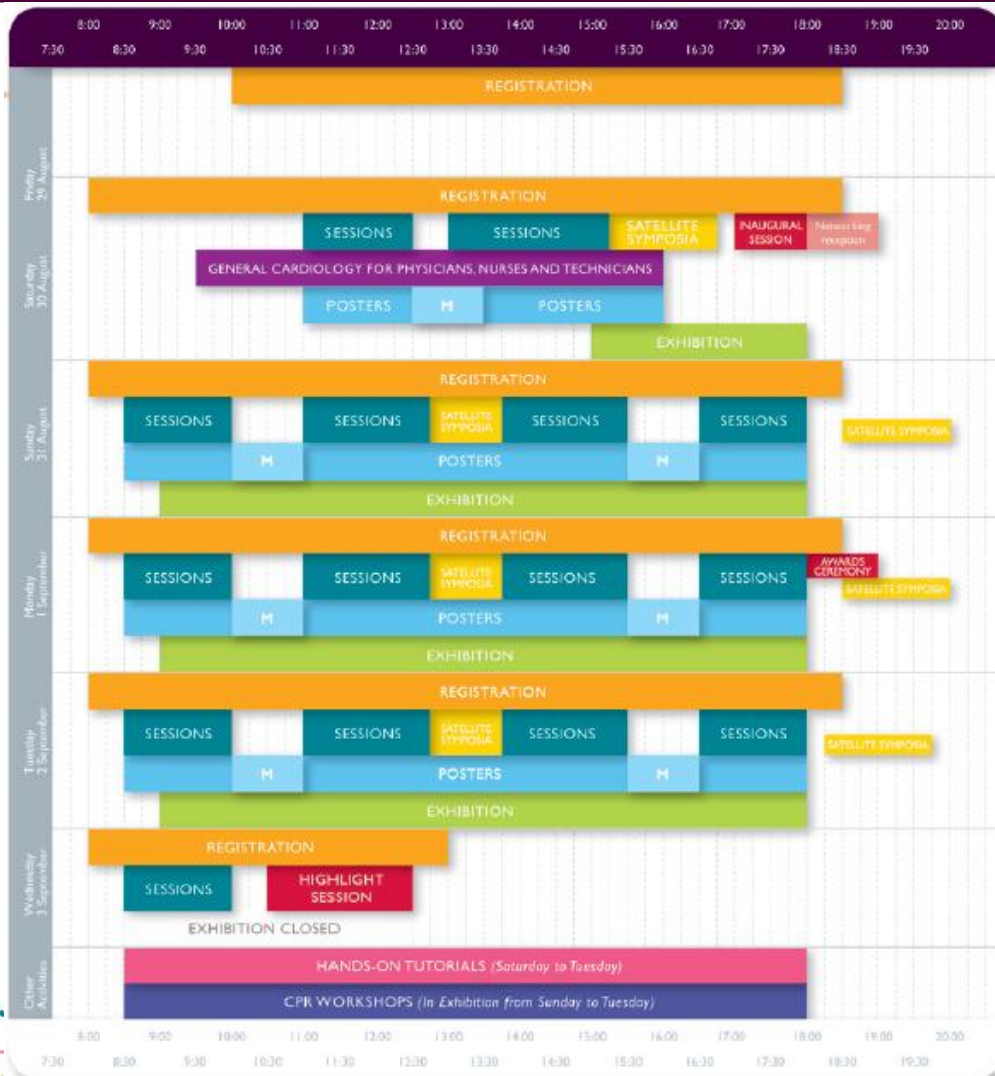 8:00 9:00 10:00 11:00 12:00 13:00 14:00 15:00 16:00 17:00 18:00 19:00 20:00
7:30 8:30 9:30 10:30 11:30 12:30 13:30 14:30 15:30 16:30 17:30 18:30 19:30
Friday
29 August
REGISTRATION
Saturday
30 August
REGISTRATION
SESSIONS SESSIONS SATELLITE SYMPOSIA INAUGURAL SESSION Networking reception
GENERAL CARDIOLOGY FOR PHYSICIANS, NURSES AND TECHNICIANS
POSTERS M POSTERS
EXHIBITION
Sunday
31 August
REGISTRATION
SESSIONS SESSIONS SATELLITE SYMPOSIA SESSIONS SESSIONS SATELLITE SYMPOSIA
M POSTERS M
EXHIBITION
Monday
1 September
REGISTRATION
SESSIONS SESSIONS SATELLITE SYMPOSIA SESSIONS SESSIONS AWARDS CEREMONY
SATELLITE SYMPOSIA
M POSTERS M
EXHIBITION
Tuesday
2 September
REGISTRATION
SESSIONS SESSIONS SATELLITE SYMPOSIA SESSIONS SESSIONS SATELLITE SYMPOSIA
M POSTERS M
EXHIBITION
Wednesday
3 September
REGISTRATION
SESSIONS HIGHLIGHT SESSION
EXHIBITION CLOSED
Other
Activities
HANDS-ON TUTORIALS (Saturday to Tuesday)
CPR WORKSHOPS (In Exhibition from Sunday to Tuesday)
8:00 9:00 10:00 11:00 12:00 13:00 14:00 15:00 16:00 17:00 18:00 19:00 20:00
7:30 8:30 9:30 10:30 11:30 12:30 13:30 14:30 15:30 16:30 17:30 18:30 19:30